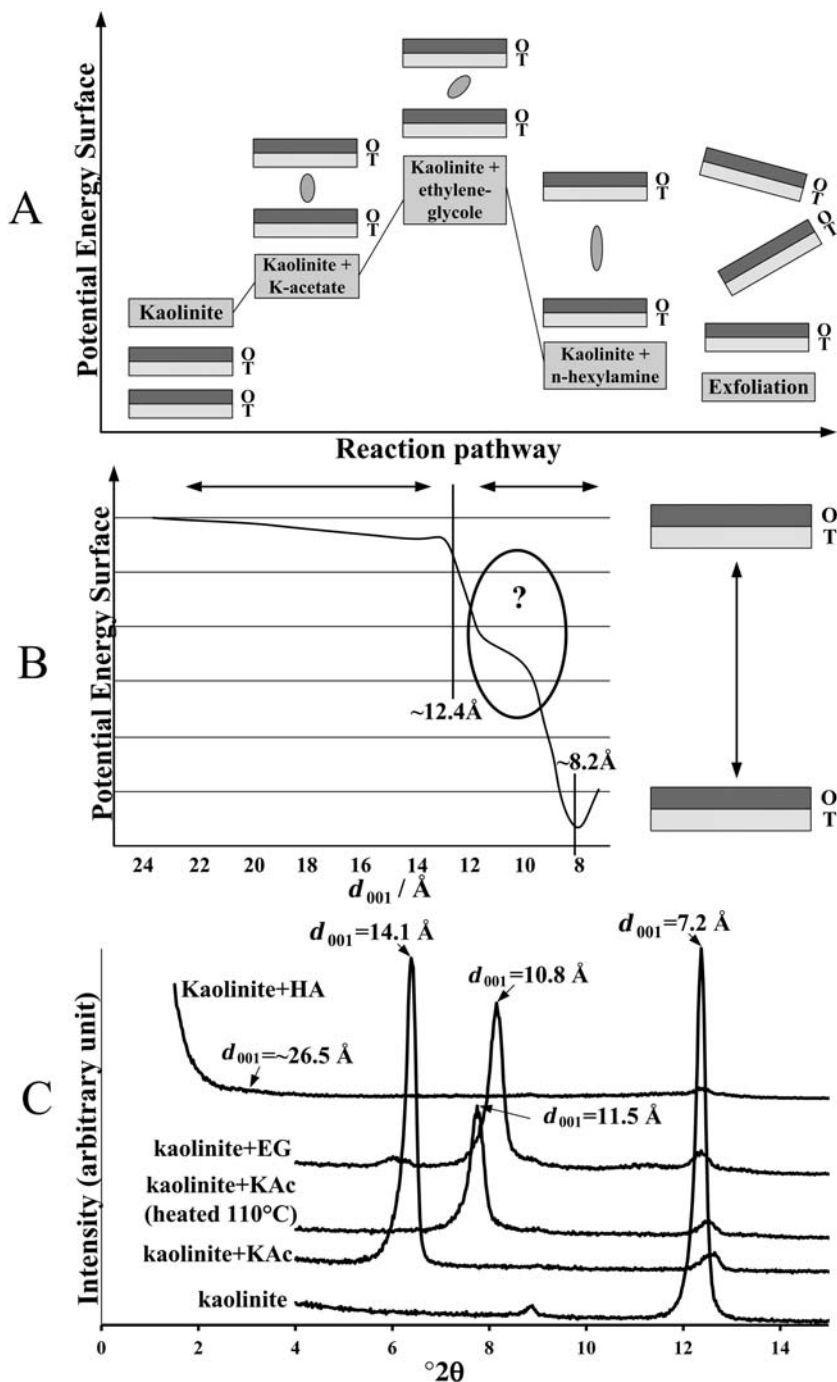 A
Potential Energy Surface
O
T
O
T
Kaolinite
O
T
O
T
Kaolinite +
K-acetate
O
T
O
T
Kaolinite +
ethylene-
glycole
O
T
O
T
Kaolinite +
n-hexylamine
O
T
O
T
O
T
Exfoliation
Reaction pathway
B
Potential Energy Surface
?
~12.4Å
~8.2Å
24 22 20 18 16 14 12 10 8
d001 / Å
O
T
O
T
C
Intensity (arbitrary unit)
d001=14.1 Å
d001=7.2 Å
Kaolinite+HA
d001=10.8 Å
d001=~26.5 Å
d001=11.5 Å
kaolinite+EG
kaolinite+KAc
(heated 110°C)
kaolinite+KAc
kaolinite
0 2 4 6 8 10 12 14
°2θ